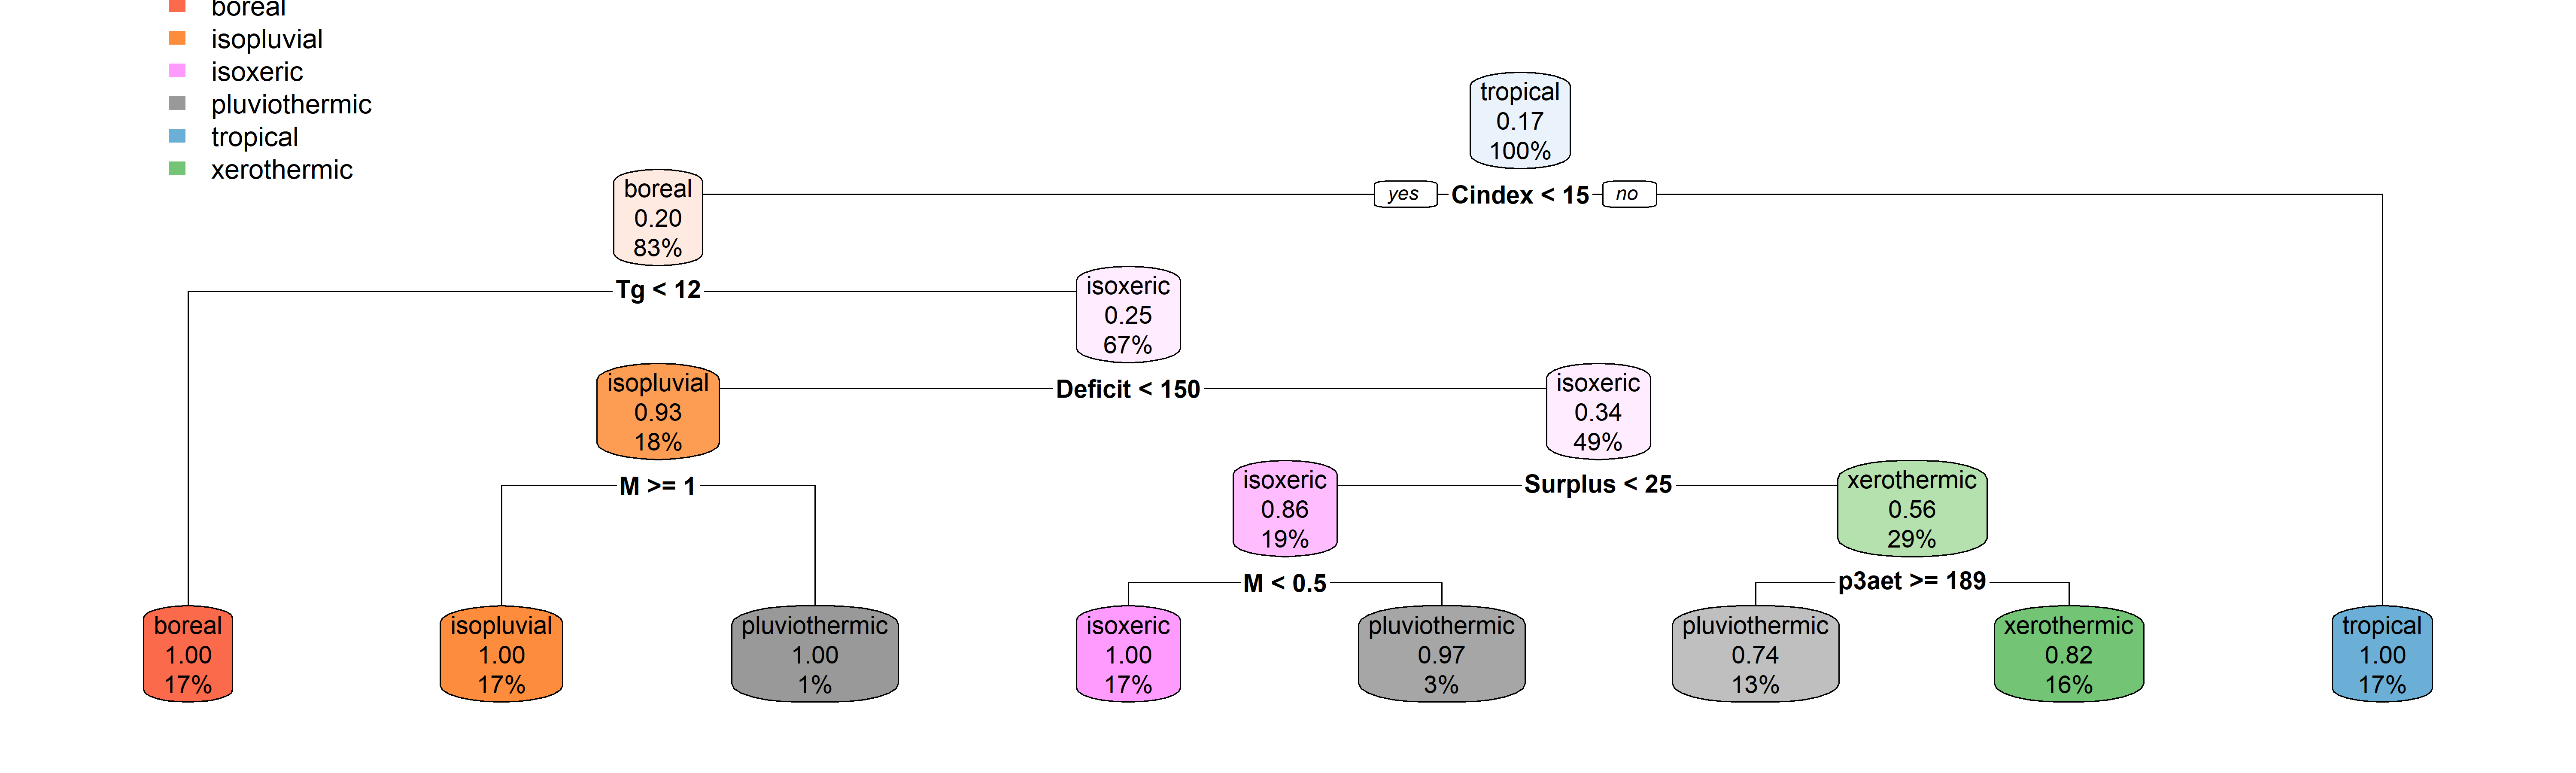 boreal
isopluvial
isoxeric
pluviothermic
tropical
xerothermic
tropical
0.17
100%
yes Cindex < 15 no
boreal
0.20
83%
Tg < 12
isoxeric
0.25
67%
Deficit < 150
isopluvial
0.93
18%
M >= 1
isoxeric
0.34
49%
Surplus < 25
isoxeric
0.86
19%
M < 0.5
xerothermic
0.56
29%
p3aet >= 189
boreal
1.00
17%
isopluvial
1.00
17%
pluviothermic
1.00
1%
isoxeric
1.00
17%
pluviothermic
0.97
3%
pluviothermic
0.74
13%
xerothermic
0.82
16%
tropical
1.00
17%